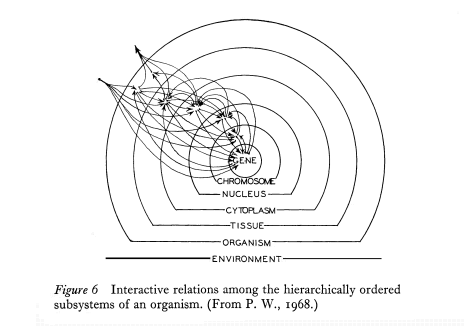 GENE
CHROMOSOME
NUCLEUS
CYTOPLASM
TISSUE
ORGANISM
ENVIRONMENT
Figure 6 Interactive relations among the hierarchically ordered
subsystems of an organism. (From P. W., 1968.)